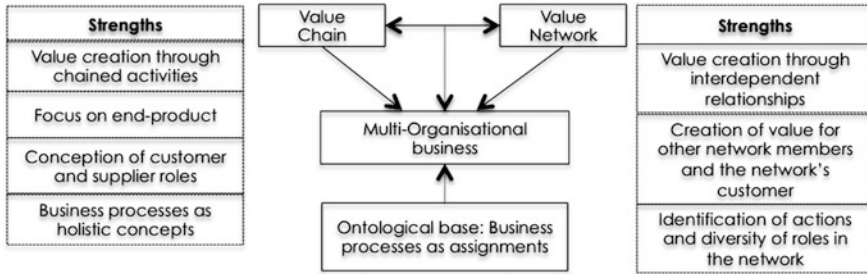 Strengths
Value creation through
chained activities
Focus on end-product
Conception of customer
and supplier roles
Business processes as
holistic concepts
Value
Chain
Value
Network
Multi-Organisational
business
Ontological base: Business
processes as assignments
Strengths
Value creation through
interdependent
relationships
Creation of value for
other network members
and the network's
customer
Identification of actions
and diversity of roles in
the network